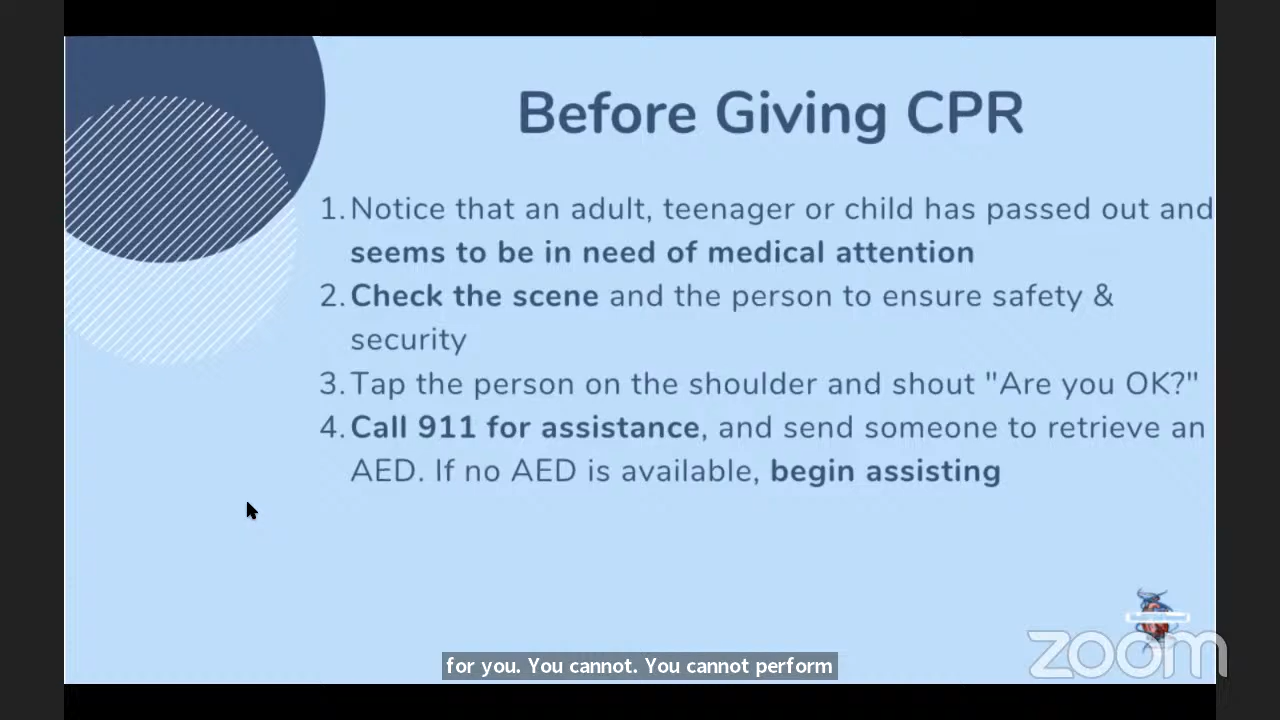 Before Giving CPR
1. Notice that an adult, teenager or child has passed out and
seems to be in need of medical attention
2. Check the scene and the person to ensure safety &
security
3. Tap the person on the shoulder and shout "Are you OK?"
4. Call 911 for assistance, and send someone to retrieve an
AED. If no AED is available, begin assisting
zoom
for you. You cannot. You cannot perform